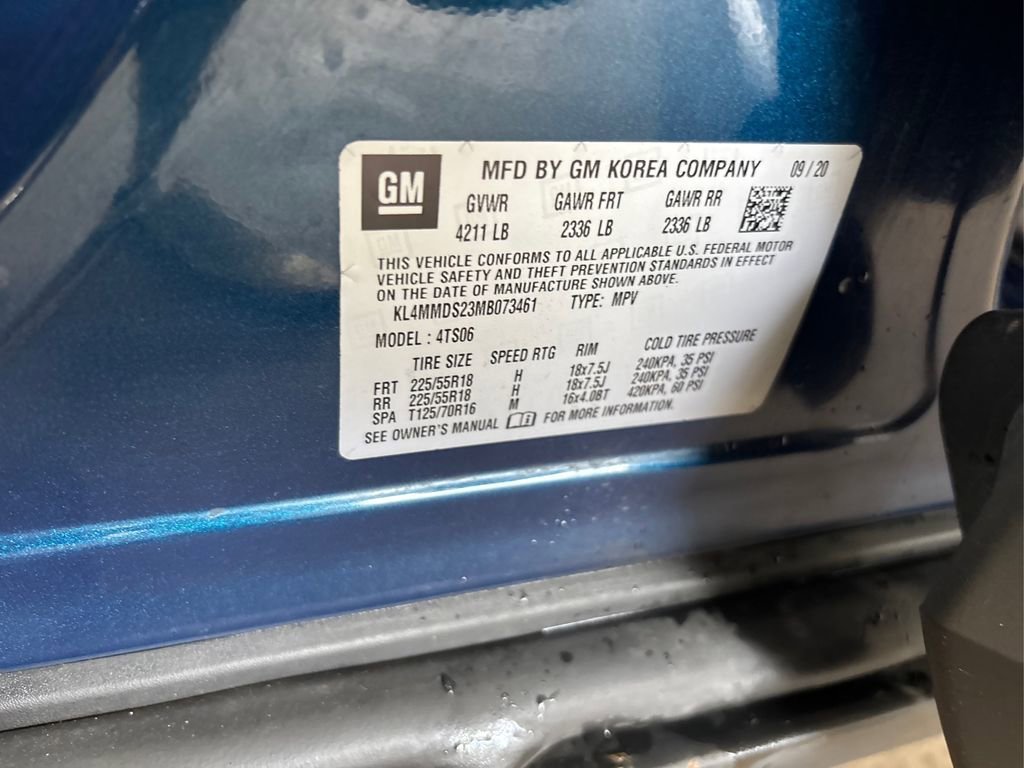 GM
MFD BY GM KOREA COMPANY 09/20
GVWR GAWR FRT GAWR RR
4211 LB 2336 LB 2336 LB
THIS VEHICLE CONFORMS TO ALL APPLICABLE U.S. FEDERAL MOTOR
VEHICLE SAFETY AND THEFT PREVENTION STANDARDS IN EFFECT
ON THE DATE OF MANUFACTURE SHOWN ABOVE.
KL4MMDS23MB073461 TYPE: MPV
MODEL : 4TS06
TIRE SIZE SPEED RTG RIM COLD TIRE PRESSURE
FRT 225/55R18 H 18x7.5J 240KPA, 35 PSI
RR 225/55R18 H 18x7.5J 240KPA, 35 PSI
SPA T125/70R16 M 16x4.0BT 420KPA, 60 PSI
SEE OWNER'S MANUAL FOR MORE INFORMATION.